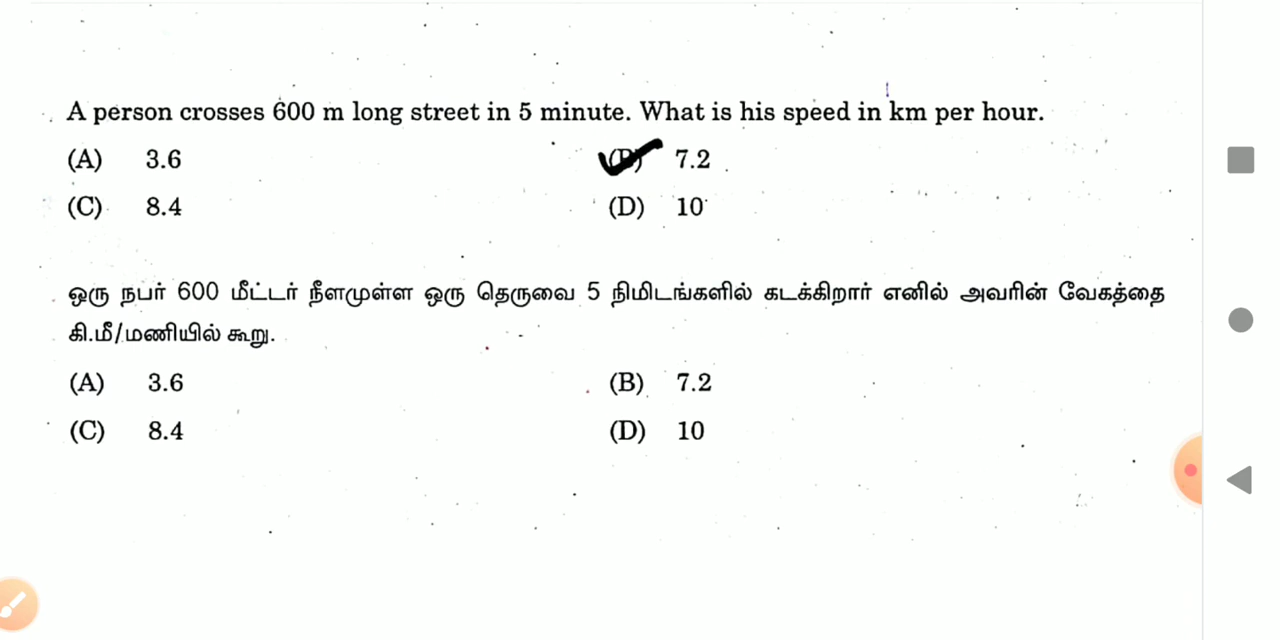 A person crosses 600 m long street in 5 minute. What is his speed in km per hour.
(A) 3.6 (B) 7.2
(C) 8.4 (D) 10
ஒரு நபர் 600 மீட்டர் நீளமுள்ள ஒரு தெருவை 5 நிமிடங்களில் கடக்கிறார் எனில் அவரின் வேகத்தை
கி.மீ/மணியில் கூறு.
(A) 3.6 (B) 7.2
(C) 8.4 (D) 10